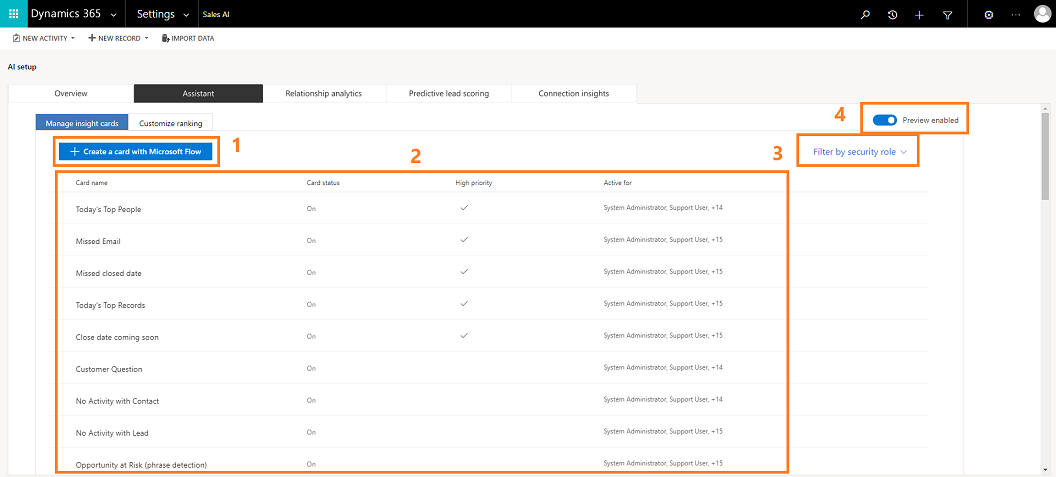 Dynamics 365 Settings Sales AI
NEW ACTIVITY NEW RECORD IMPORT DATA
AI setup
Overview Assistant Relationship analytics Predictive lead scoring Connection insights
Manage insight cards Customize ranking 4 Preview enabled
Create a card with Microsoft Flow 1 2 3 Filter by security role
Card name Card status High priority Active for
Today's Top People On System Administrator, Support User, +14
Missed Email On System Administrator, Support User, +15
Missed closed date On System Administrator, Support User, +15
Today's Top Records On System Administrator, Support User, +15
Close date coming soon On System Administrator, Support User, +15
Customer Question On System Administrator, Support User, +14
No Activity with Contact On System Administrator, Support User, +14
No Activity with Lead On System Administrator, Support User, +15
Opportunity at Risk (phrase detection) On System Administrator, Support User, +15